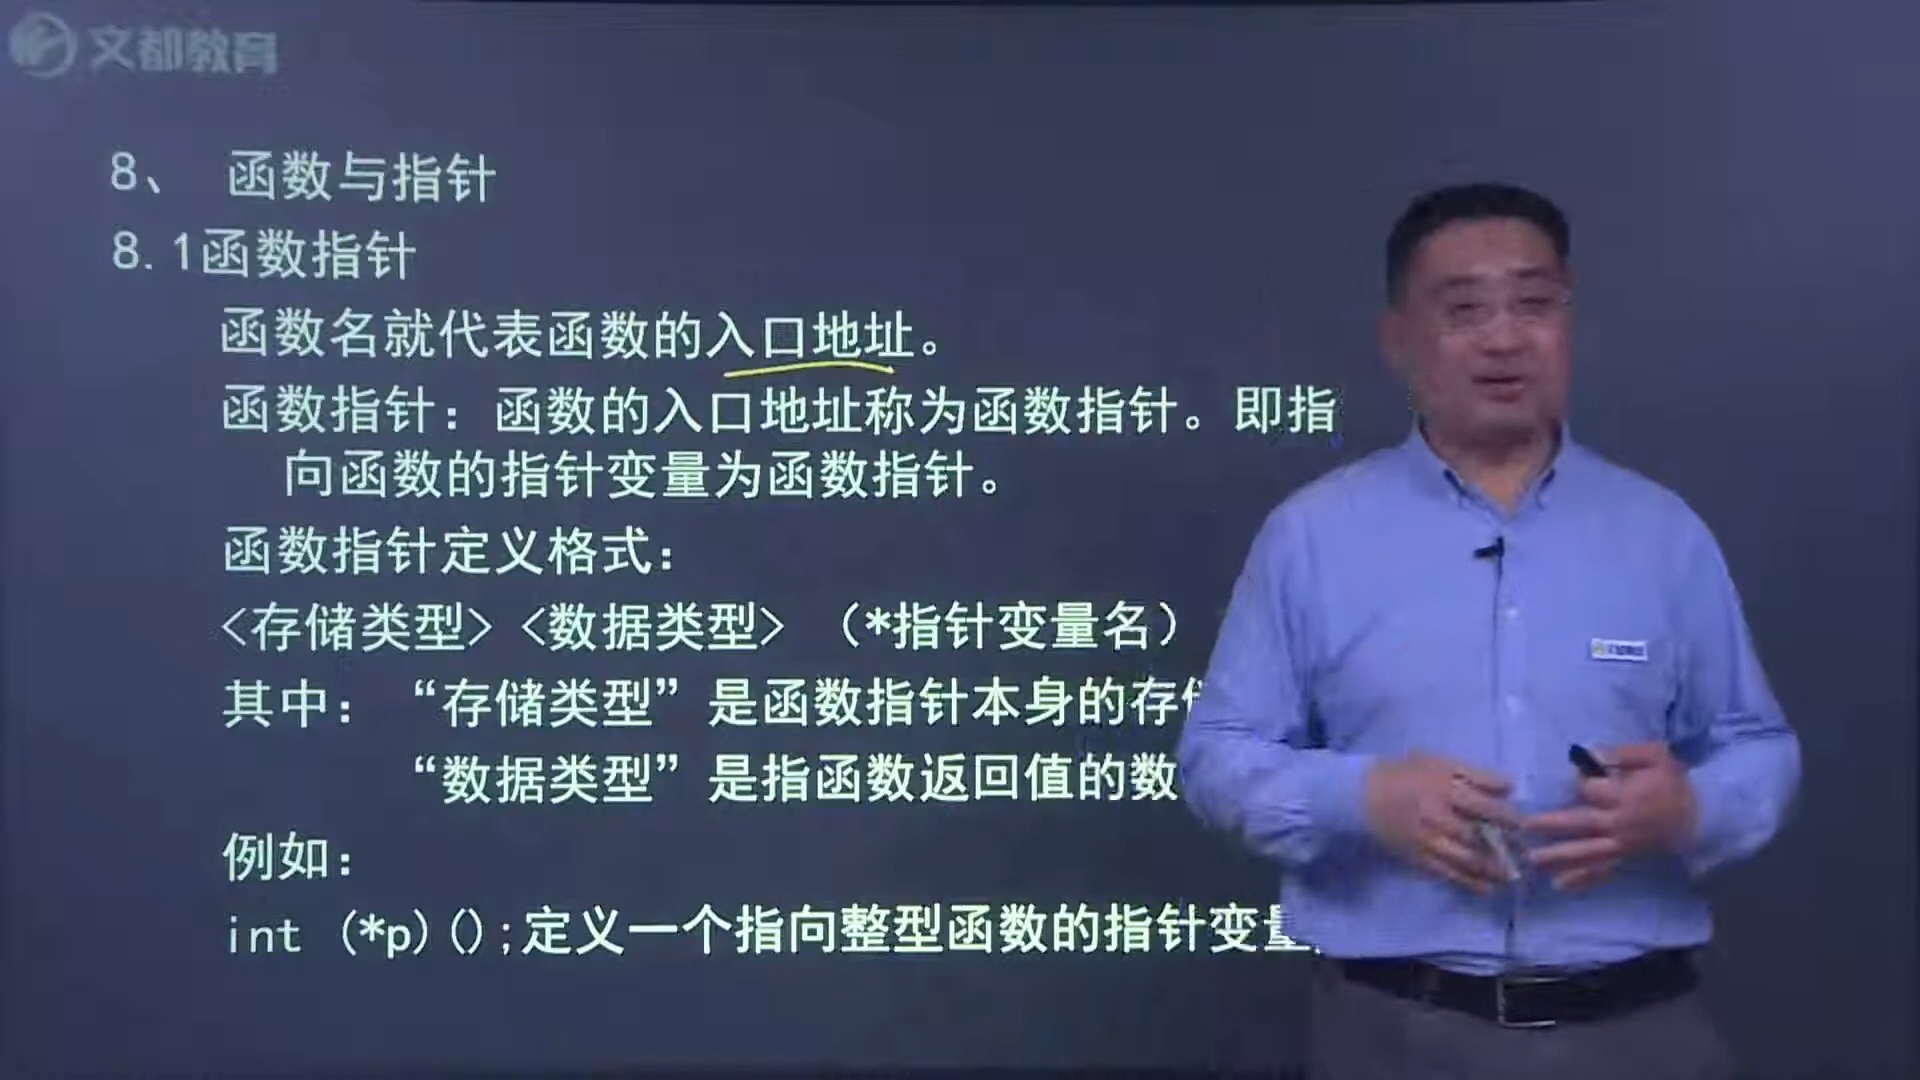 文都教育
8、 函数与指针
8.1函数指针
函数名就代表函数的入口地址。
函数指针：函数的入口地址称为函数指针。即指
向函数的指针变量为函数指针。
函数指针定义格式：
<存储类型> <数据类型> （*指针变量名）
其中：“存储类型”是函数指针本身的存
“数据类型”是指函数返回值的数
例如：
int (*p)();定义一个指向整型函数的指针变量